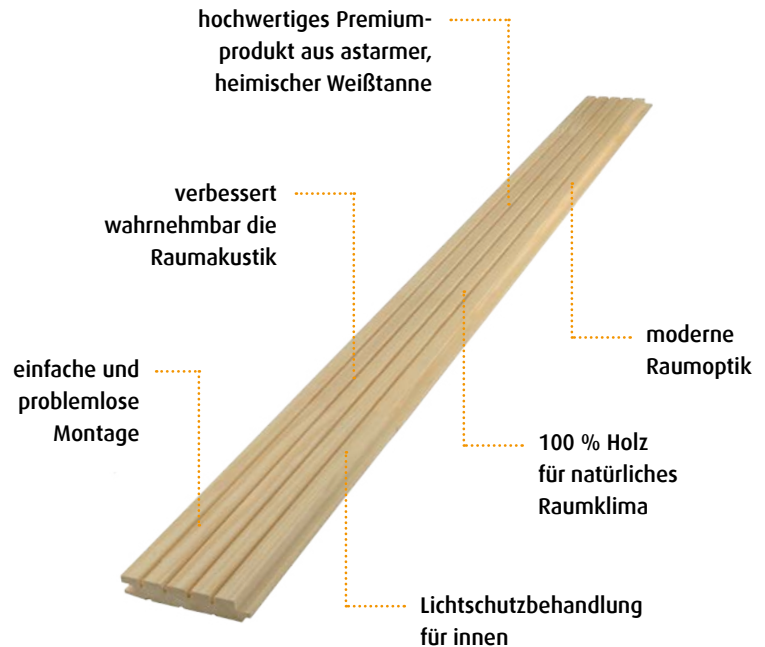 hochwertiges Premium-
produkt aus astarmer,
heimischer Weißtanne
verbessert
wahrnehmbar die
Raumakustik
moderne
Raumoptik
einfache und
problemlose
Montage
100 % Holz
für natürliches
Raumklima
Lichtschutzbehandlung
für innen